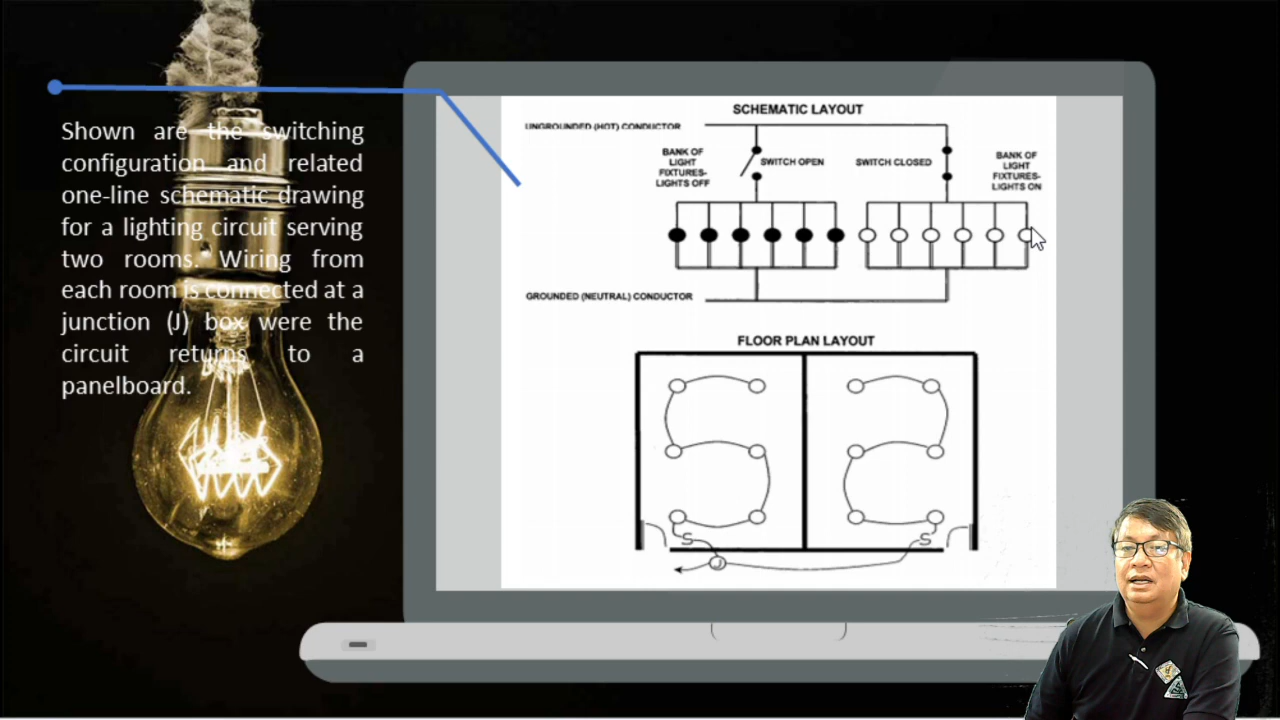 Shown are the switching
configuration and related
one-line schematic drawing
for a lighting circuit serving
two rooms. Wiring from
each room is connected at a
junction (J) box were the
circuit returns to a
panelboard.
SCHEMATIC LAYOUT
UNGROUNDED (HOT) CONDUCTOR
BANK OF
LIGHT
FIXTURES-
LIGHTS OFF
SWITCH OPEN
SWITCH CLOSED
BANK OF
LIGHT
FIXTURES-
LIGHTS ON
GROUNDED (NEUTRAL) CONDUCTOR
FLOOR PLAN LAYOUT
S
S
J